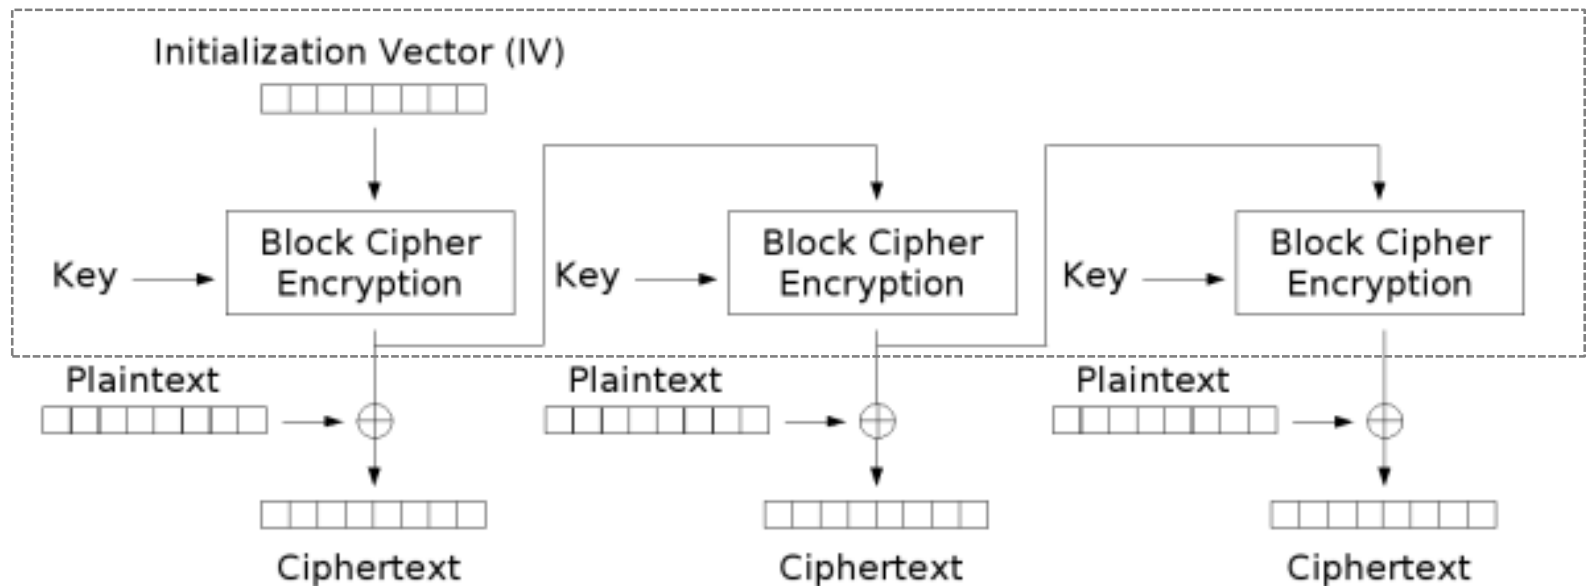 Initialization Vector (IV)
Key
Block Cipher
Encryption
Key
Block Cipher
Encryption
Key
Block Cipher
Encryption
Plaintext
Plaintext
Plaintext
Ciphertext
Ciphertext
Ciphertext